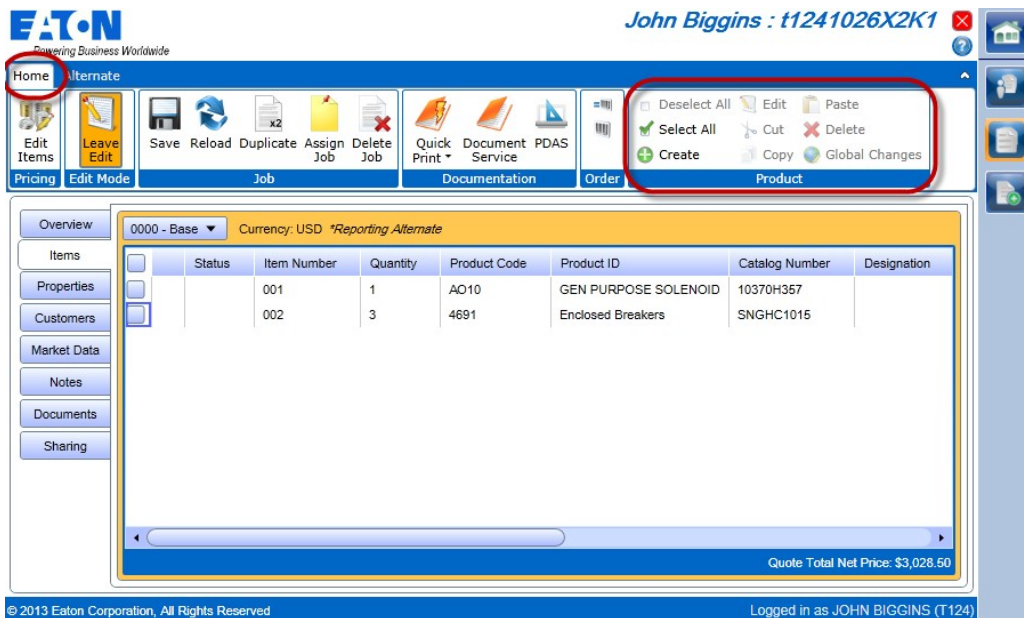 EATON
Powering Business Worldwide
John Biggins : t1241026X2K1
Home Alternate
Edit Items
Leave Edit
Save Reload Duplicate Assign Job Delete Job
x2
Quick Print Document Service PDAS
Deselect All Edit Paste
Select All Cut Delete
Create Copy Global Changes
Pricing Edit Mode Job Documentation Order Product
Overview
Items
Properties
Customers
Market Data
Notes
Documents
Sharing
0000 - Base Currency: USD *Reporting Alternate
Status Item Number Quantity Product Code Product ID Catalog Number Designation
001 1 AO10 GEN PURPOSE SOLENOID 10370H357
002 3 4691 Enclosed Breakers SNGHC1015
Quote Total Net Price: $3,028.50
© 2013 Eaton Corporation, All Rights Reserved Logged in as JOHN BIGGINS (T124)